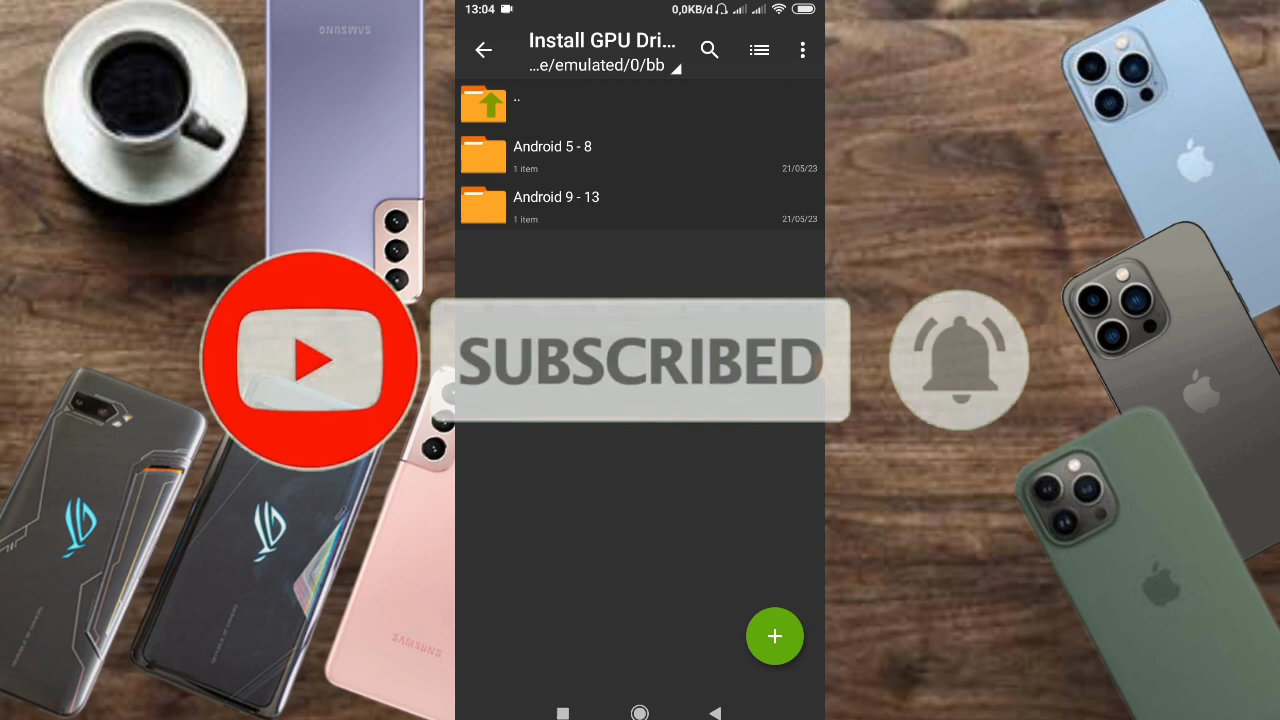 13:04
0,0KB/d
Install GPU Dri...
...e/emulated/0/bb
..
Android 5 - 8
1 item
21/05/23
Android 9 - 13
1 item
21/05/23
SUBSCRIBED
SAMSUNG
SAMSUNG